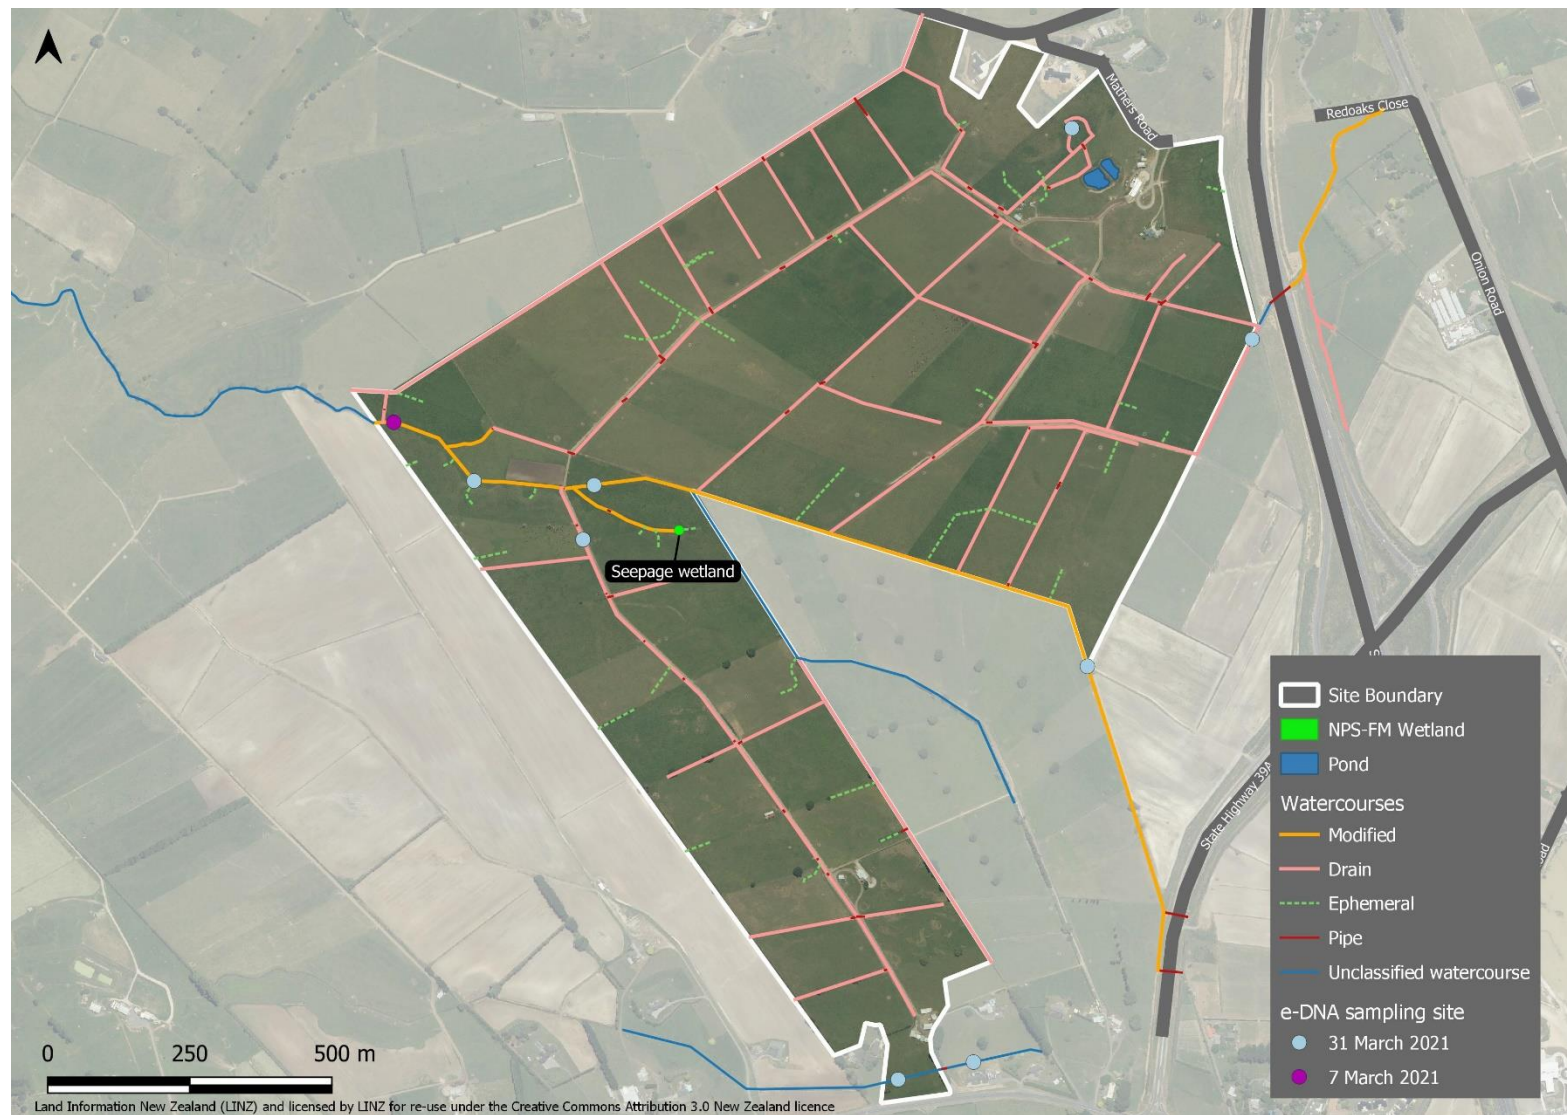 Mathers Road
Redoaks Close
Onion Road
Seepage wetland
State Highway 39A
Site Boundary
NPS-FM Wetland
Pond
Watercourses
Modified
Drain
Ephemeral
Pipe
Unclassified watercourse
e-DNA sampling site
31 March 2021
7 March 2021
0 250 500 m
Land Information New Zealand (LINZ) and licensed by LINZ for re-use under the Creative Commons Attribution 3.0 New Zealand licence